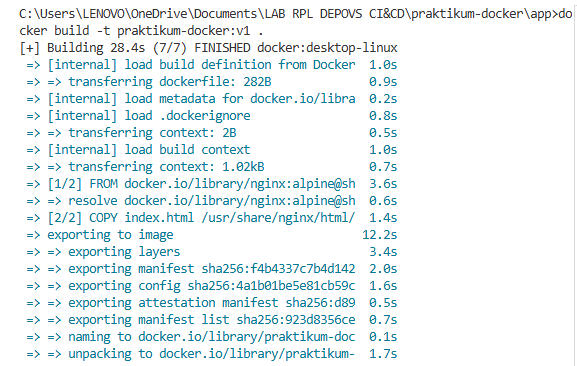 C:\Users\LENOVO\OneDrive\Documents\LAB RPL DEPOVS CI&CD\praktikum-docker\app>do
cker build -t praktikum-docker:v1 .
[+] Building 28.4s (7/7) FINISHED docker:desktop-linux
=> [internal] load build definition from Docker 1.0s
=> => transferring dockerfile: 282B 0.9s
=> [internal] load metadata for docker.io/libra 0.2s
=> [internal] load .dockerignore 0.8s
=> => transferring context: 2B 0.5s
=> [internal] load build context 1.0s
=> => transferring context: 1.02kB 0.7s
=> [1/2] FROM docker.io/library/nginx:alpine@sh 3.6s
=> => resolve docker.io/library/nginx:alpine@sh 0.6s
=> [2/2] COPY index.html /usr/share/nginx/html/ 1.4s
=> exporting to image 12.2s
=> => exporting layers 3.4s
=> => exporting manifest sha256:f4b4337c7b4d142 2.0s
=> => exporting config sha256:4a1b01be5e81cb59c 1.6s
=> => exporting attestation manifest sha256:d89 0.5s
=> => exporting manifest list sha256:923d8356ce 0.7s
=> => naming to docker.io/library/praktikum-doc 0.1s
=> => unpacking to docker.io/library/praktikum- 1.7s